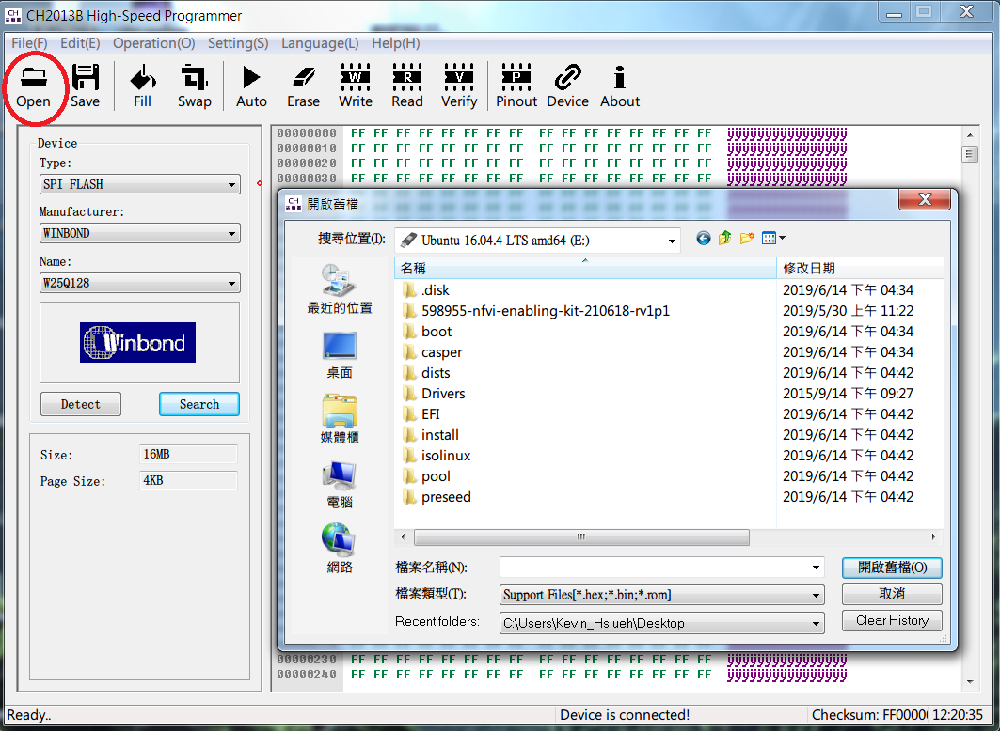 CH2013B High-Speed Programmer
File(F) Edit(E) Operation(O) Setting(S) Language(L) Help(H)
Open Save Fill Swap Auto Erase Write Read Verify Pinout Device About
Device
Type:
SPI FLASH
Manufacturer:
WINBOND
Name:
W25Q128
Winbond
Detect Search
Size: 16MB
Page Size: 4KB
00000000 FF FF FF FF FF FF FF FF FF FF FF FF FF FF FF FF ÿÿÿÿÿÿÿÿÿÿÿÿÿÿÿÿ
00000010 FF FF FF FF FF FF FF FF FF FF FF FF FF FF FF FF ÿÿÿÿÿÿÿÿÿÿÿÿÿÿÿÿ
00000020 FF FF FF FF FF FF FF FF FF FF FF FF FF FF FF FF ÿÿÿÿÿÿÿÿÿÿÿÿÿÿÿÿ
00000030 FF FF FF FF FF FF FF FF FF FF FF FF FF FF FF FF ÿÿÿÿÿÿÿÿÿÿÿÿÿÿÿÿ
開啟舊檔
搜尋位置(I): Ubuntu 16.04.4 LTS amd64 (E:)
最近的位置
桌面
媒體櫃
電腦
網路
名稱 修改日期
.disk 2019/6/14 下午 04:34
598955-nfvi-enabling-kit-210618-rv1p1 2019/5/30 上午 11:22
boot 2019/6/14 下午 04:34
casper 2019/6/14 下午 04:34
dists 2019/6/14 下午 04:42
Drivers 2015/9/14 下午 09:27
EFI 2019/6/14 下午 04:42
install 2019/6/14 下午 04:42
isolinux 2019/6/14 下午 04:42
pool 2019/6/14 下午 04:42
preseed 2019/6/14 下午 04:42
檔案名稱(N): 開啟舊檔(O)
檔案類型(T): Support Files[*.hex;*.bin;*.rom] 取消
Recent folders: C:\Users\Kevin_Hsiueh\Desktop Clear History
00000230 FF FF FF FF FF FF FF FF FF FF FF FF FF FF FF FF ÿÿÿÿÿÿÿÿÿÿÿÿÿÿÿÿ
00000240 FF FF FF FF FF FF FF FF FF FF FF FF FF FF FF FF ÿÿÿÿÿÿÿÿÿÿÿÿÿÿÿÿ
Ready.. Device is connected! Checksum: FF0000 12:20:35